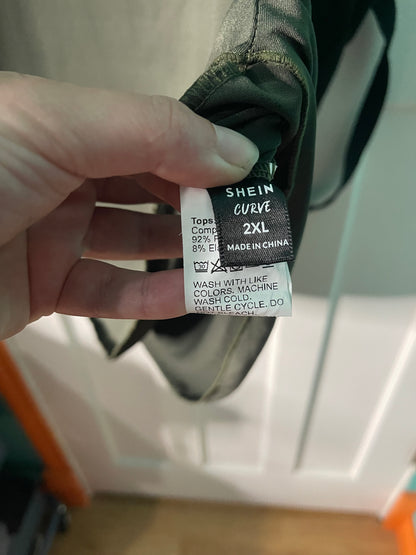 SHEIN
CURVE
2XL
MADE IN CHINA
Tops
92%
8%
WASH WITH LIKE
COLORS. MACHINE
WASH COLD.
GENTLE CYCLE. DO
BLEACH.